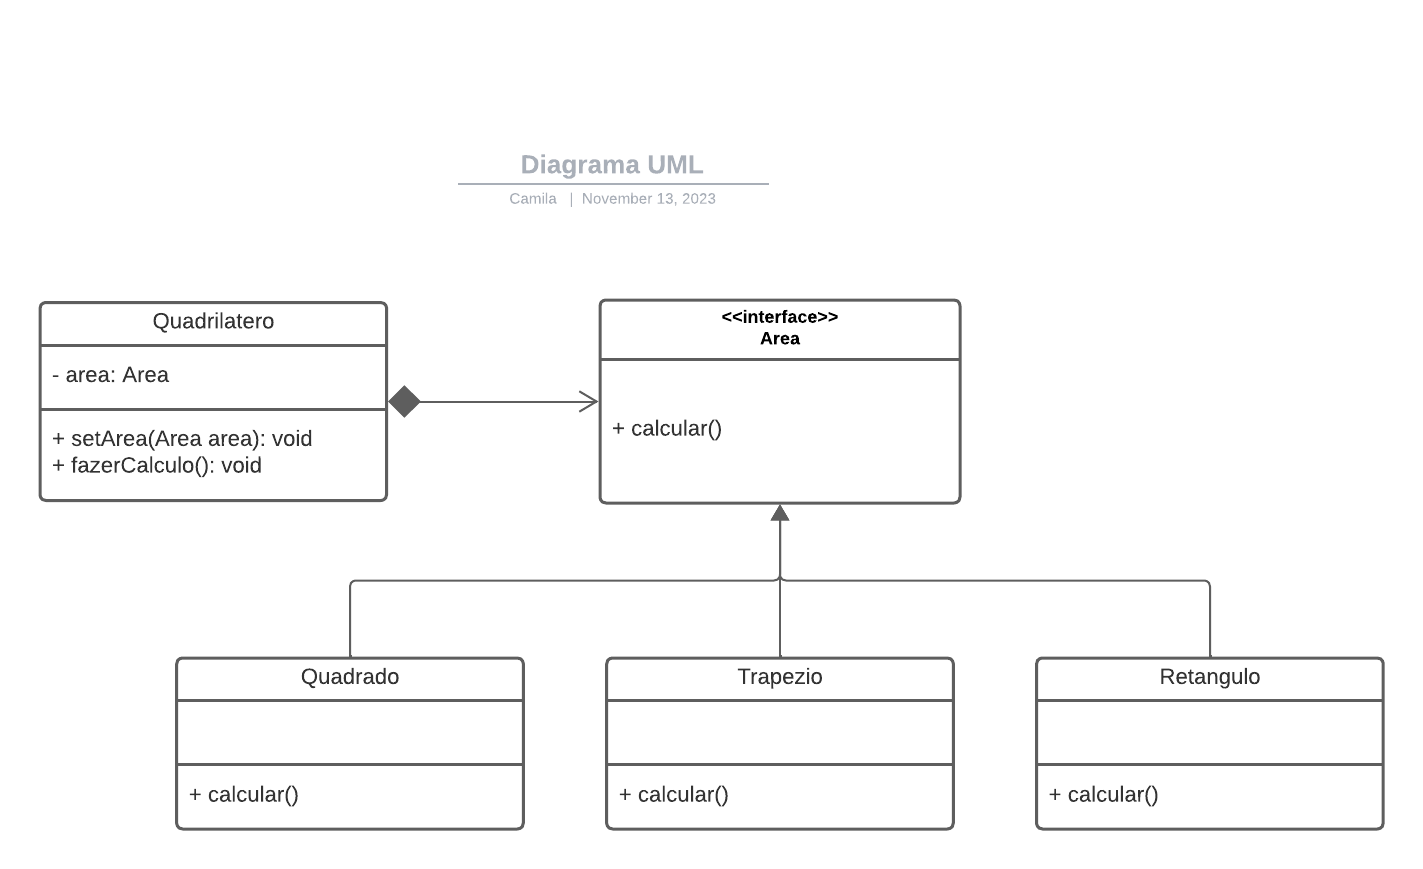 Diagrama UML
Camila | November 13, 2023
Quadrilatero
- area: Area
+ setArea(Area area): void
+ fazerCalculo(): void
<<interface>>
Area
+ calcular()
Quadrado
+ calcular()
Trapezio
+ calcular()
Retangulo
+ calcular()